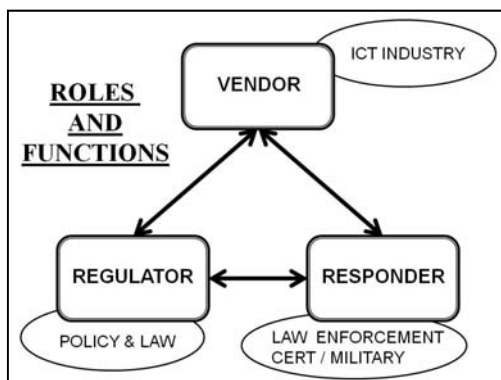 ICT INDUSTRY
VENDOR
ROLES
AND
FUNCTIONS
REGULATOR
RESPONDER
POLICY & LAW
LAW ENFORCEMENT
CERT / MILITARY